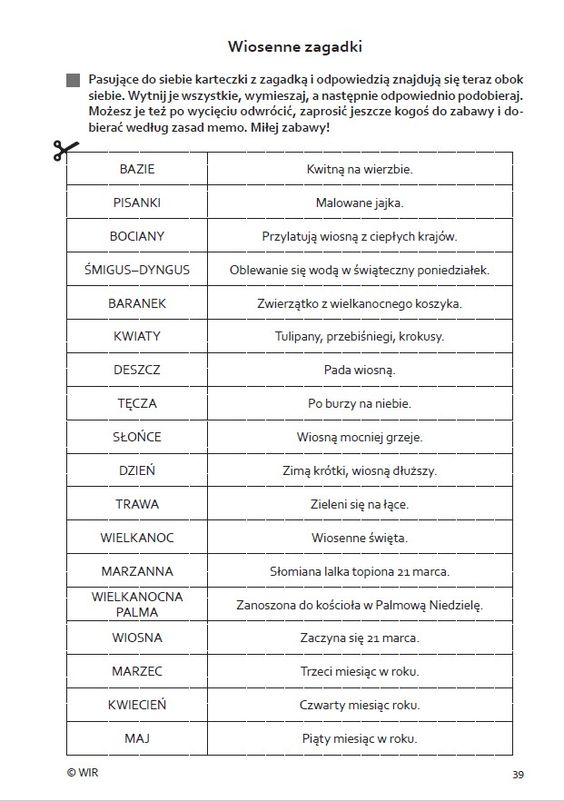 Wiosenne zagadki
Pasujące do siebie karteczki z zagadką i odpowiedzią znajdują się teraz obok
siebie. Wytnij je wszystkie, wymieszaj, a następnie odpowiednio podobieraj.
Możesz je też po wycięciu odwrócić, zaprosić jeszcze kogoś do zabawy i do-
bierać według zasad memo. Miłej zabawy!
BAZIE Kwitną na wierzbie.
PISANKI Malowane jajka.
BOCIANY Przylatują wiosną z ciepłych krajów.
ŚMIGUS–DYNGUS Oblewanie się wodą w świąteczny poniedziałek.
BARANEK Zwierzątko z wielkanocnego koszyka.
KWIATY Tulipany, przebiśniegi, krokusy.
DESZCZ Pada wiosną.
TĘCZA Po burzy na niebie.
SŁOŃCE Wiosną mocniej grzeje.
DZIEŃ Zimą krótki, wiosną dłuższy.
TRAWA Zieleni się na łące.
WIELKANOC Wiosenne święta.
MARZANNA Słomiana lalka topiona 21 marca.
WIELKANOCNA
PALMA Zanoszona do kościoła w Palmową Niedzielę.
WIOSNA Zaczyna się 21 marca.
MARZEC Trzeci miesiąc w roku.
KWIECIEŃ Czwarty miesiąc roku.
MAJ Piąty miesiąc w roku.
© WIR 39